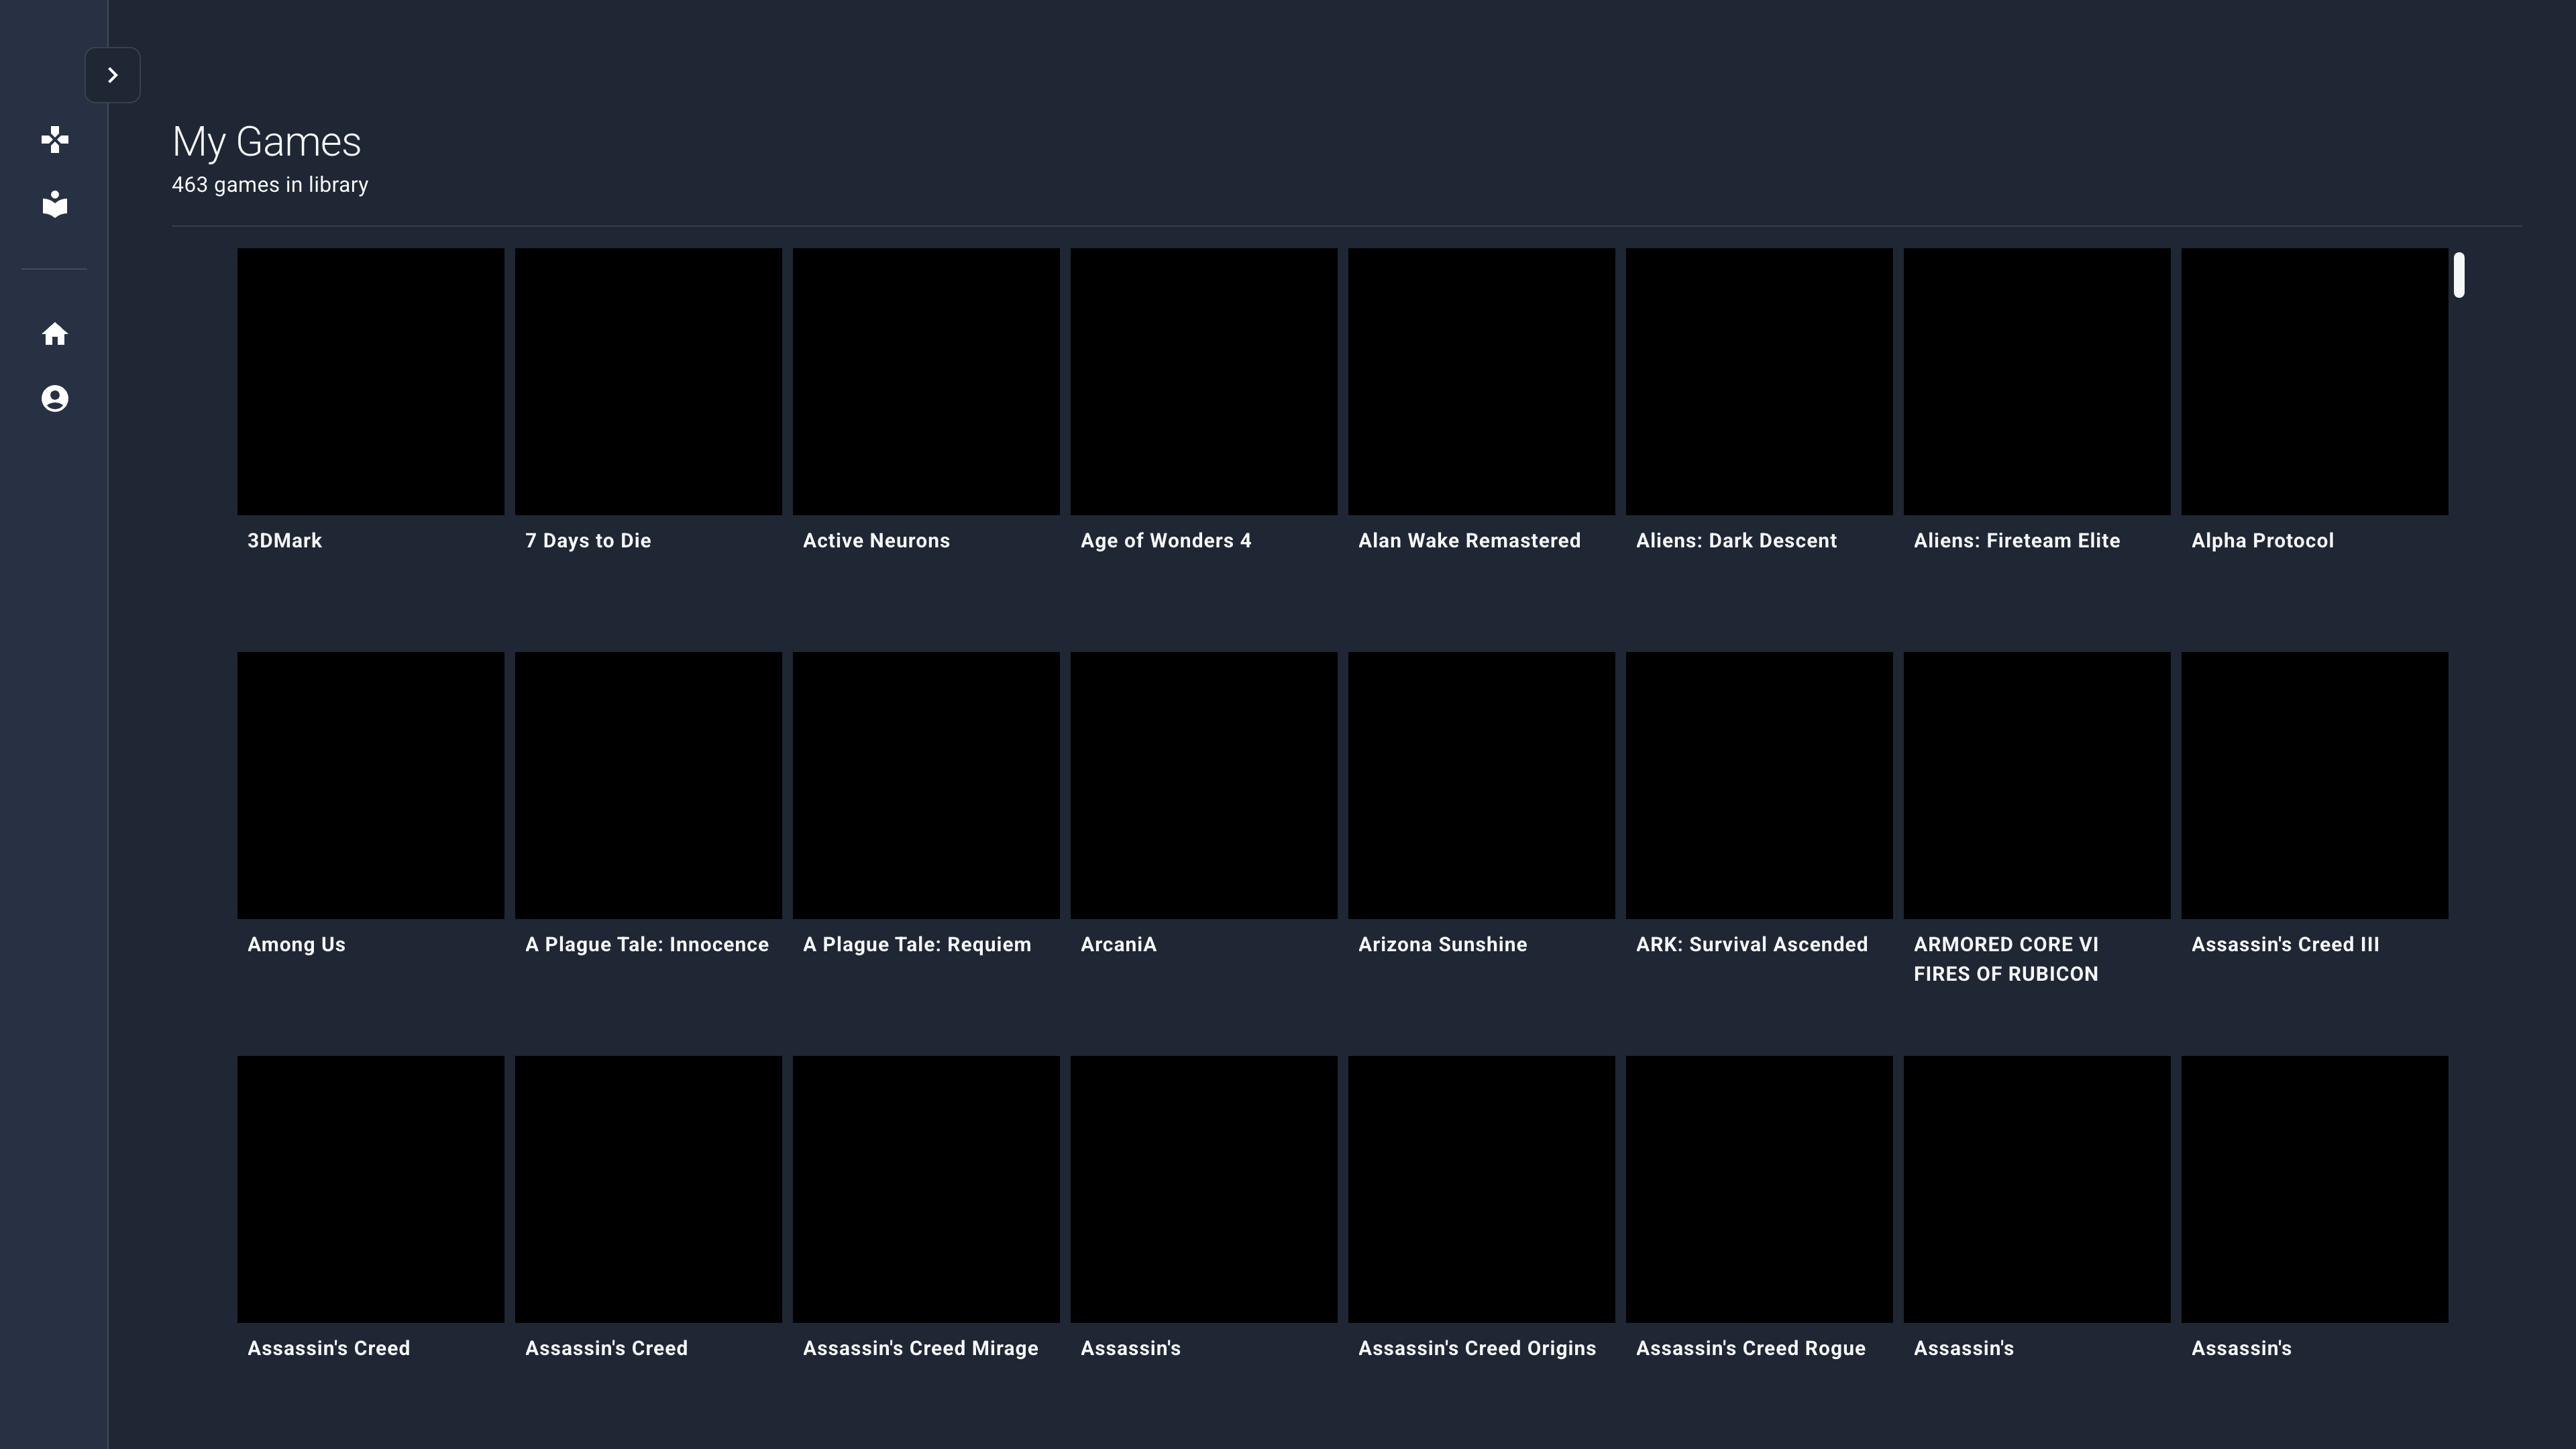 My Games
463 games in library
3DMark
7 Days to Die
Active Neurons
Age of Wonders 4
Alan Wake Remastered
Aliens: Dark Descent
Aliens: Fireteam Elite
Alpha Protocol
Among Us
A Plague Tale: Innocence
A Plague Tale: Requiem
ArcaniA
Arizona Sunshine
ARK: Survival Ascended
ARMORED CORE VI
FIRES OF RUBICON
Assassin's Creed III
Assassin's Creed
Assassin's Creed
Assassin's Creed Mirage
Assassin's
Assassin's Creed Origins
Assassin's Creed Rogue
Assassin's
Assassin's